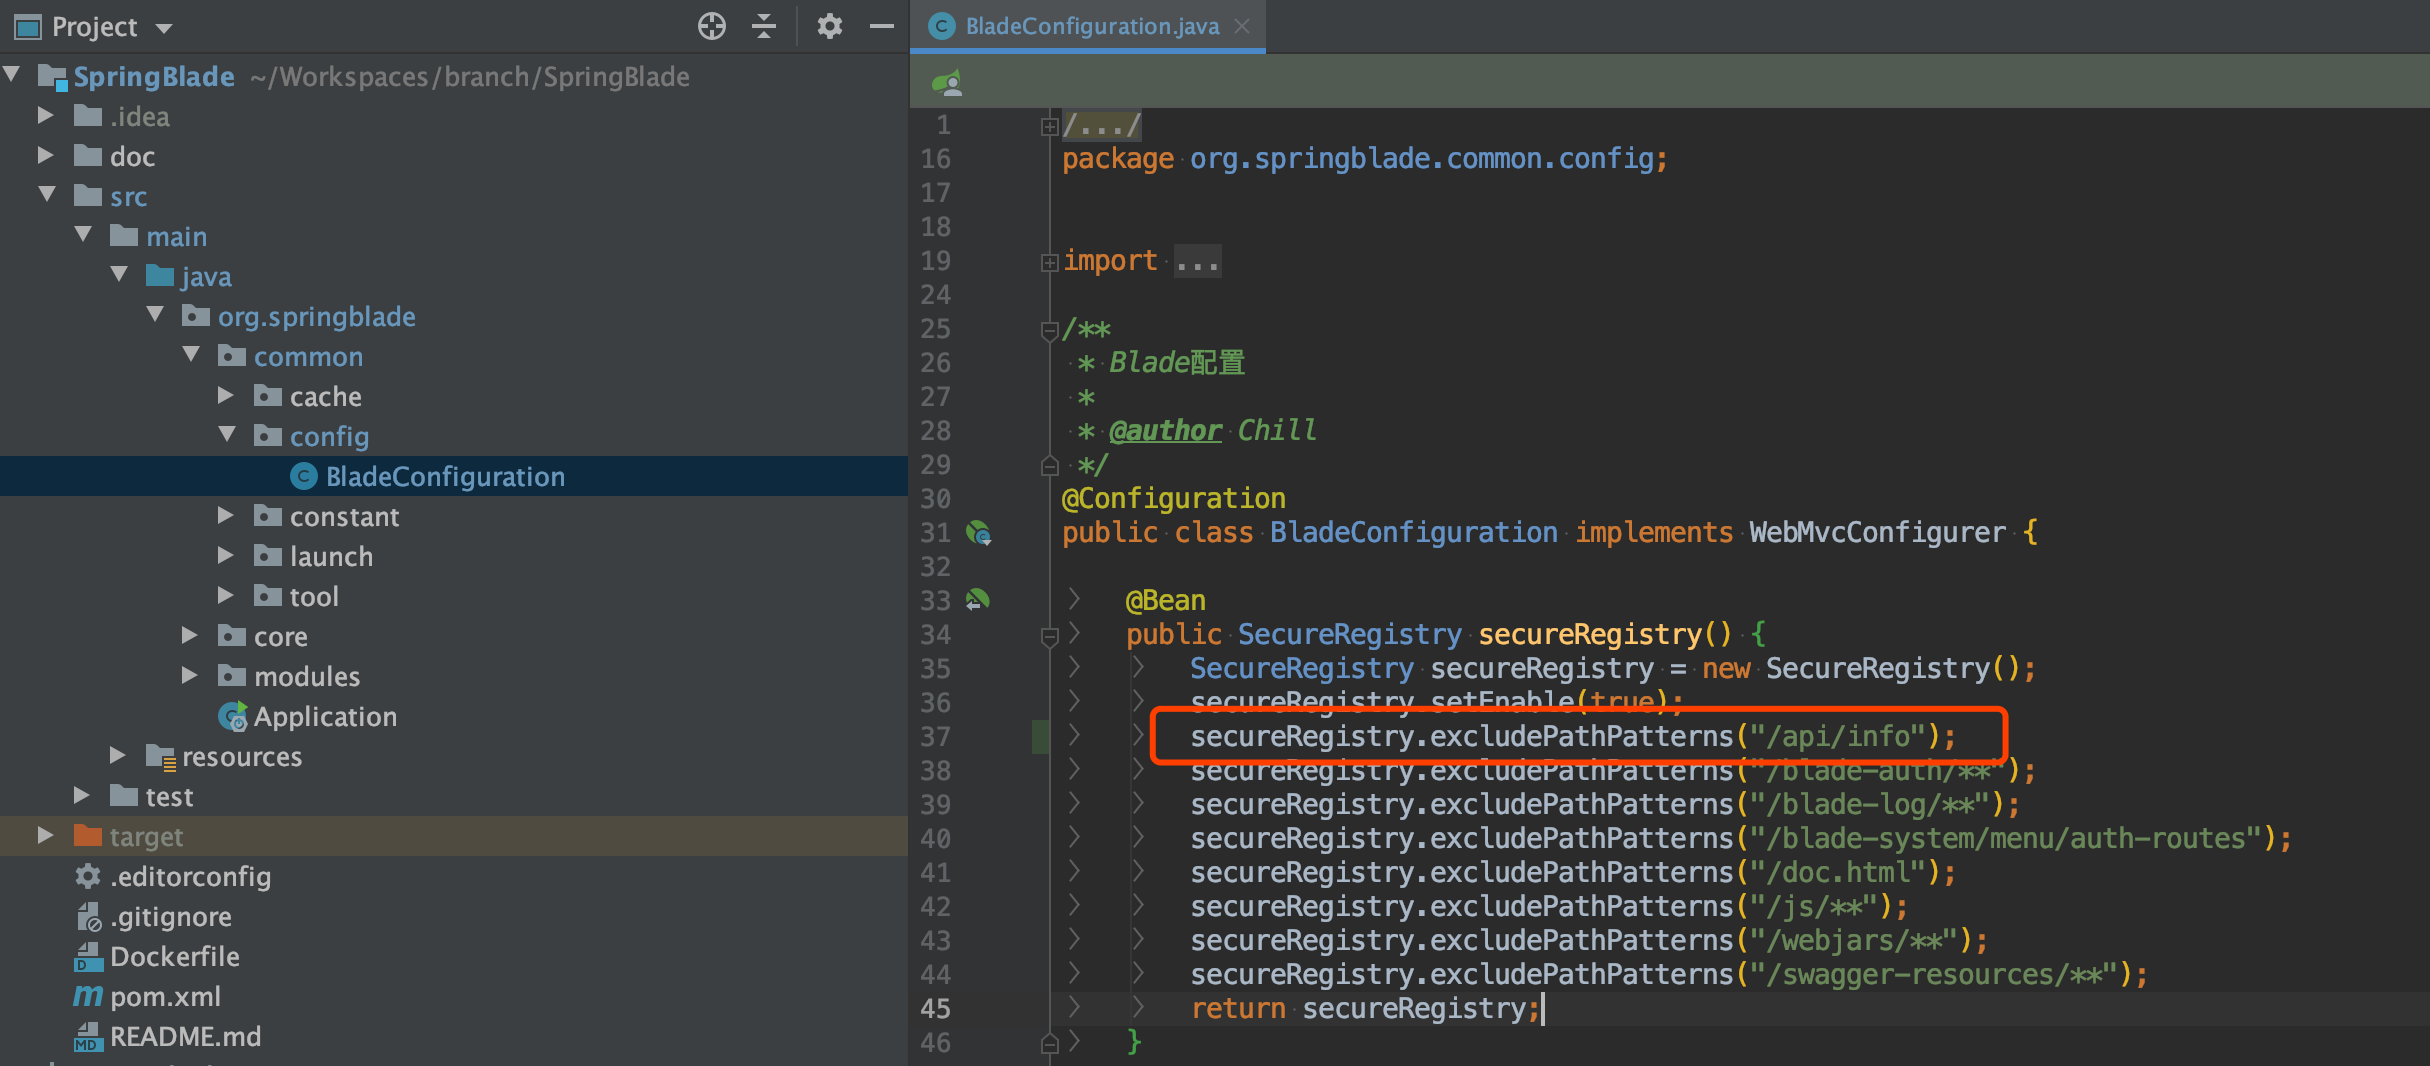 Project
SpringBlade ~/Workspaces/branch/SpringBlade
.idea
doc
src
main
java
org.springblade
common
cache
config
BladeConfiguration
constant
launch
tool
core
modules
Application
resources
test
target
.editorconfig
.gitignore
Dockerfile
pom.xml
README.md
BladeConfiguration.java
1 /.../
16 package org.springblade.common.config;
17
18
19 import ...
24
25 /**
26 * Blade配置
27 *
28 * @author Chill
29 */
30 @Configuration
31 public class BladeConfiguration implements WebMvcConfigurer {
32
33 @Bean
34 public SecureRegistry secureRegistry() {
35 SecureRegistry secureRegistry = new SecureRegistry();
36 secureRegistry.setEnable(true);
37 secureRegistry.excludePathPatterns("/api/info");
38 secureRegistry.excludePathPatterns("/blade-auth/**");
39 secureRegistry.excludePathPatterns("/blade-log/**");
40 secureRegistry.excludePathPatterns("/blade-system/menu/auth-routes");
41 secureRegistry.excludePathPatterns("/doc.html");
42 secureRegistry.excludePathPatterns("/js/**");
43 secureRegistry.excludePathPatterns("/webjars/**");
44 secureRegistry.excludePathPatterns("/swagger-resources/**");
45 return secureRegistry;
46 }